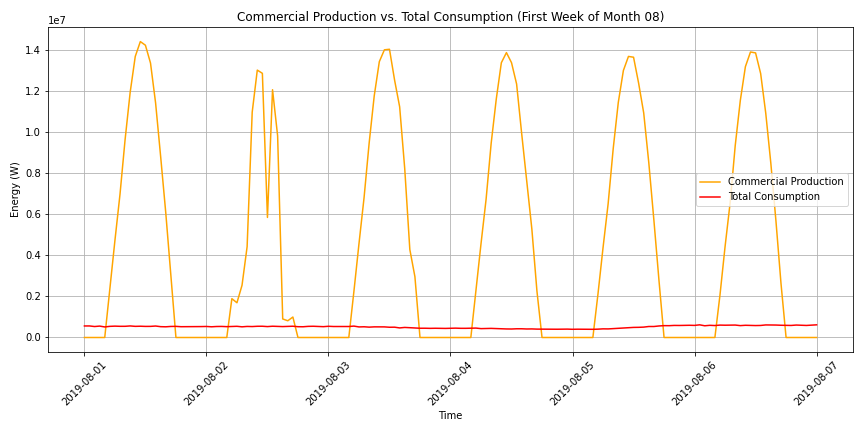 Commercial Production vs. Total Consumption (First Week of Month 08)
1e7
1.4
1.2
1.0
0.8
0.6
0.4
0.2
0.0
Energy (W)
Commercial Production
Total Consumption
2019-08-01
2019-08-02
2019-08-03
2019-08-04
2019-08-05
2019-08-06
2019-08-07
Time